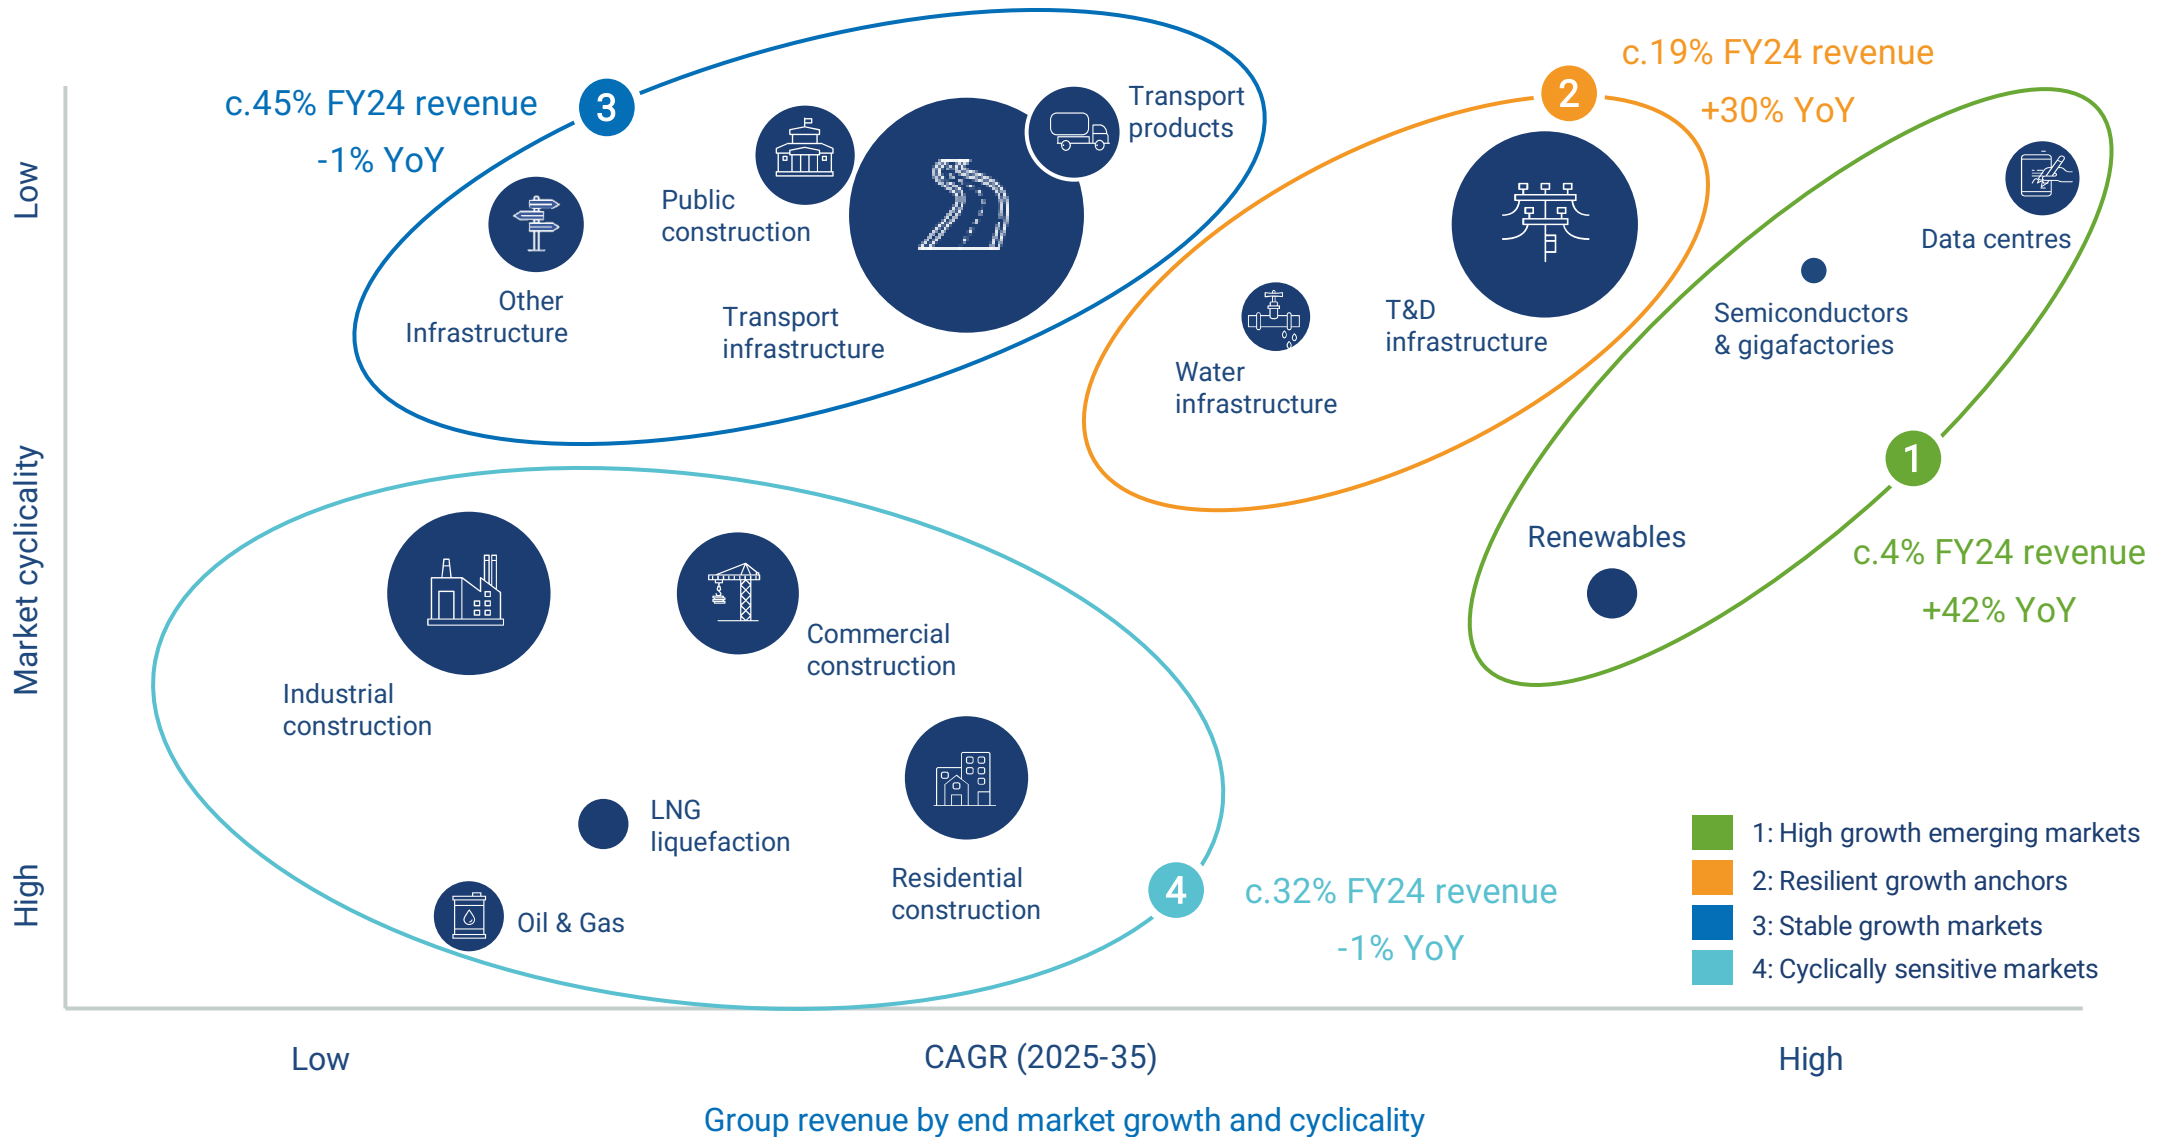 c.45% FY24 revenue
-1% YoY
3
Transport
products
Public
construction
Other
Infrastructure
Transport
infrastructure
c.19% FY24 revenue
+30% YoY
2
T&D
infrastructure
Water
infrastructure
Data centres
Semiconductors
& gigafactories
1
Renewables
c.4% FY24 revenue
+42% YoY
Industrial
construction
Commercial
construction
LNG
liquefaction
Residential
construction
Oil & Gas
4
c.32% FY24 revenue
-1% YoY
1: High growth emerging markets
2: Resilient growth anchors
3: Stable growth markets
4: Cyclically sensitive markets
Low
Market cyclicality
High
Low
CAGR (2025-35)
High
Group revenue by end market growth and cyclicality